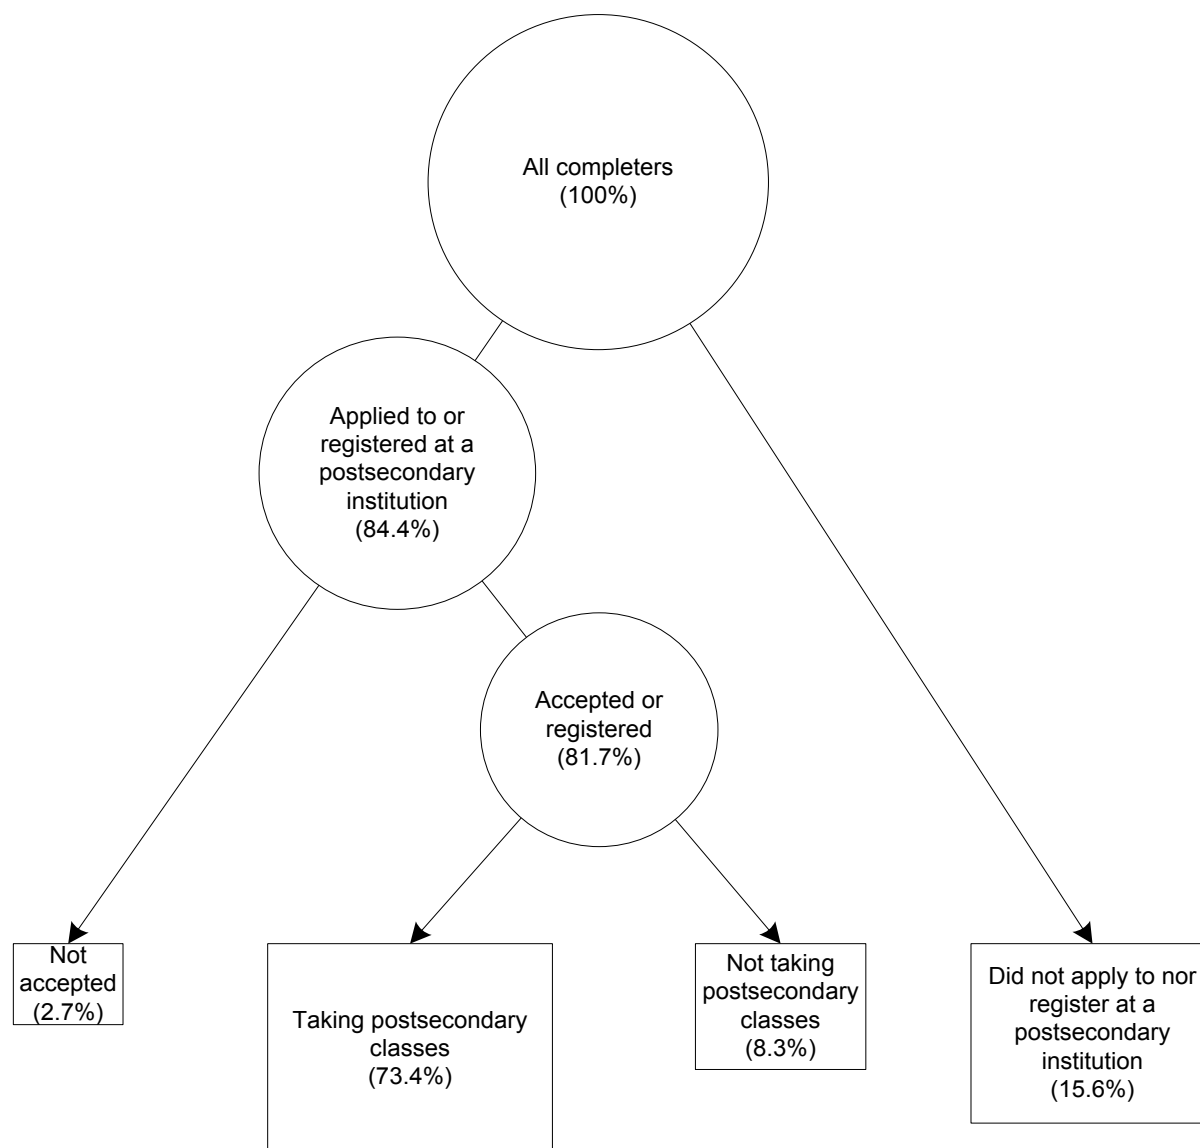 All completers
(100%)
Applied to or
registered at a
postsecondary
institution
(84.4%)
Accepted or
registered
(81.7%)
Not
accepted
(2.7%)
Taking postsecondary
classes
(73.4%)
Not taking
postsecondary
classes
(8.3%)
Did not apply to nor
register at a
postsecondary
institution
(15.6%)